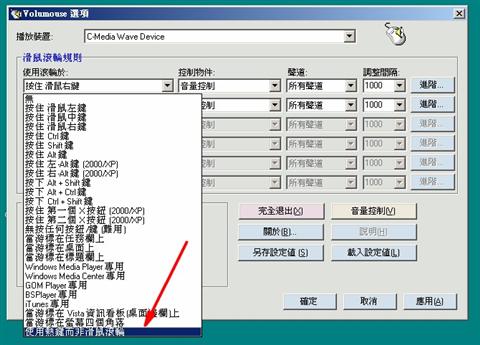 Volumouse 選項
播放裝置:
C-Media Wave Device
滑鼠滾輪規則
使用滾輪於:
控制物件:
聲道:
調整間隔:
按住 滑鼠右鍵
音量控制
所有聲道
1000
進階...
無
按住 滑鼠左鍵
按住 滑鼠中鍵
按住 滑鼠右鍵
按住 Ctrl 鍵
按住 Shift 鍵
按住 Alt 鍵
按住 左-Alt 鍵 (2000/XP)
按住 右-Alt 鍵 (2000/XP)
按下 Alt + Shift 鍵
按下 Alt + Ctrl 鍵
按下 Ctrl + Shift 鍵
按住 第一個 X按鈕 (2000/XP)
按住 第二個 X按鈕 (2000/XP)
無按任何按鈕/鍵 (難用)
當游標在任務欄上
當游標在桌面上
當游標在標題欄上
Windows Media Player 專用
Windows Media Center 專用
GOM Player 專用
BSPlayer 專用
iTunes 專用
當游標在 Vista 資訊看板(桌面邊欄)上
當游標在螢幕四個角落
使用熱鍵而非滑鼠滾輪
制
所有聲道
1000
進階...
制
所有聲道
1000
進階...
制
所有聲道
1000
進階...
制
所有聲道
1000
進階...
制
所有聲道
1000
進階...
完全退出(X)
音量控制(V)
關於(B)...
說明(H)
另存設定值 (S)
載入設定值(L)
確定
取消
應用(A)